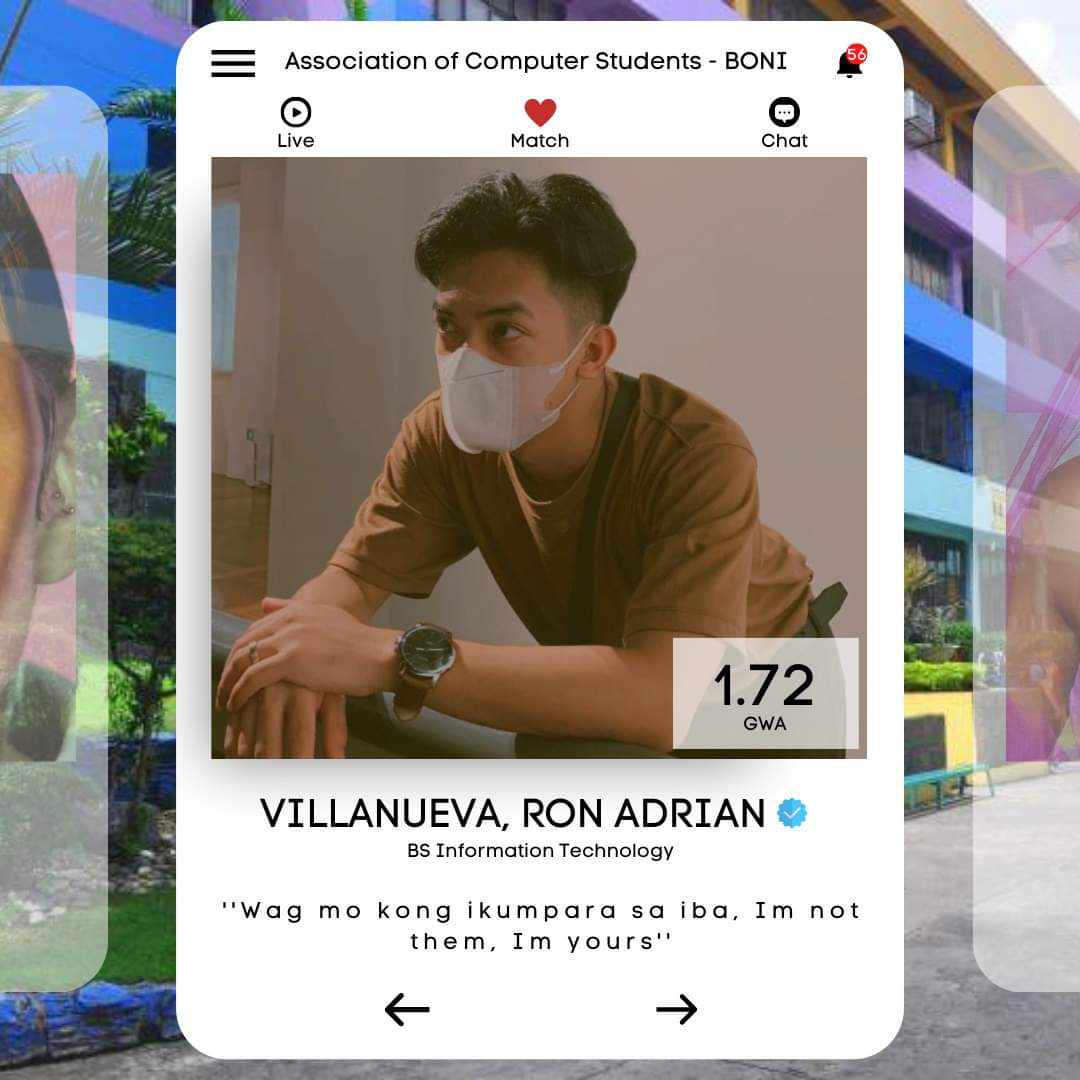 Association of Computer Students - BONI
56
Live
Match
Chat
1.72
GWA
VILLANUEVA, RON ADRIAN
BS Information Technology
''Wag mo kong ikumpara sa iba, Im not
them, Im yours''